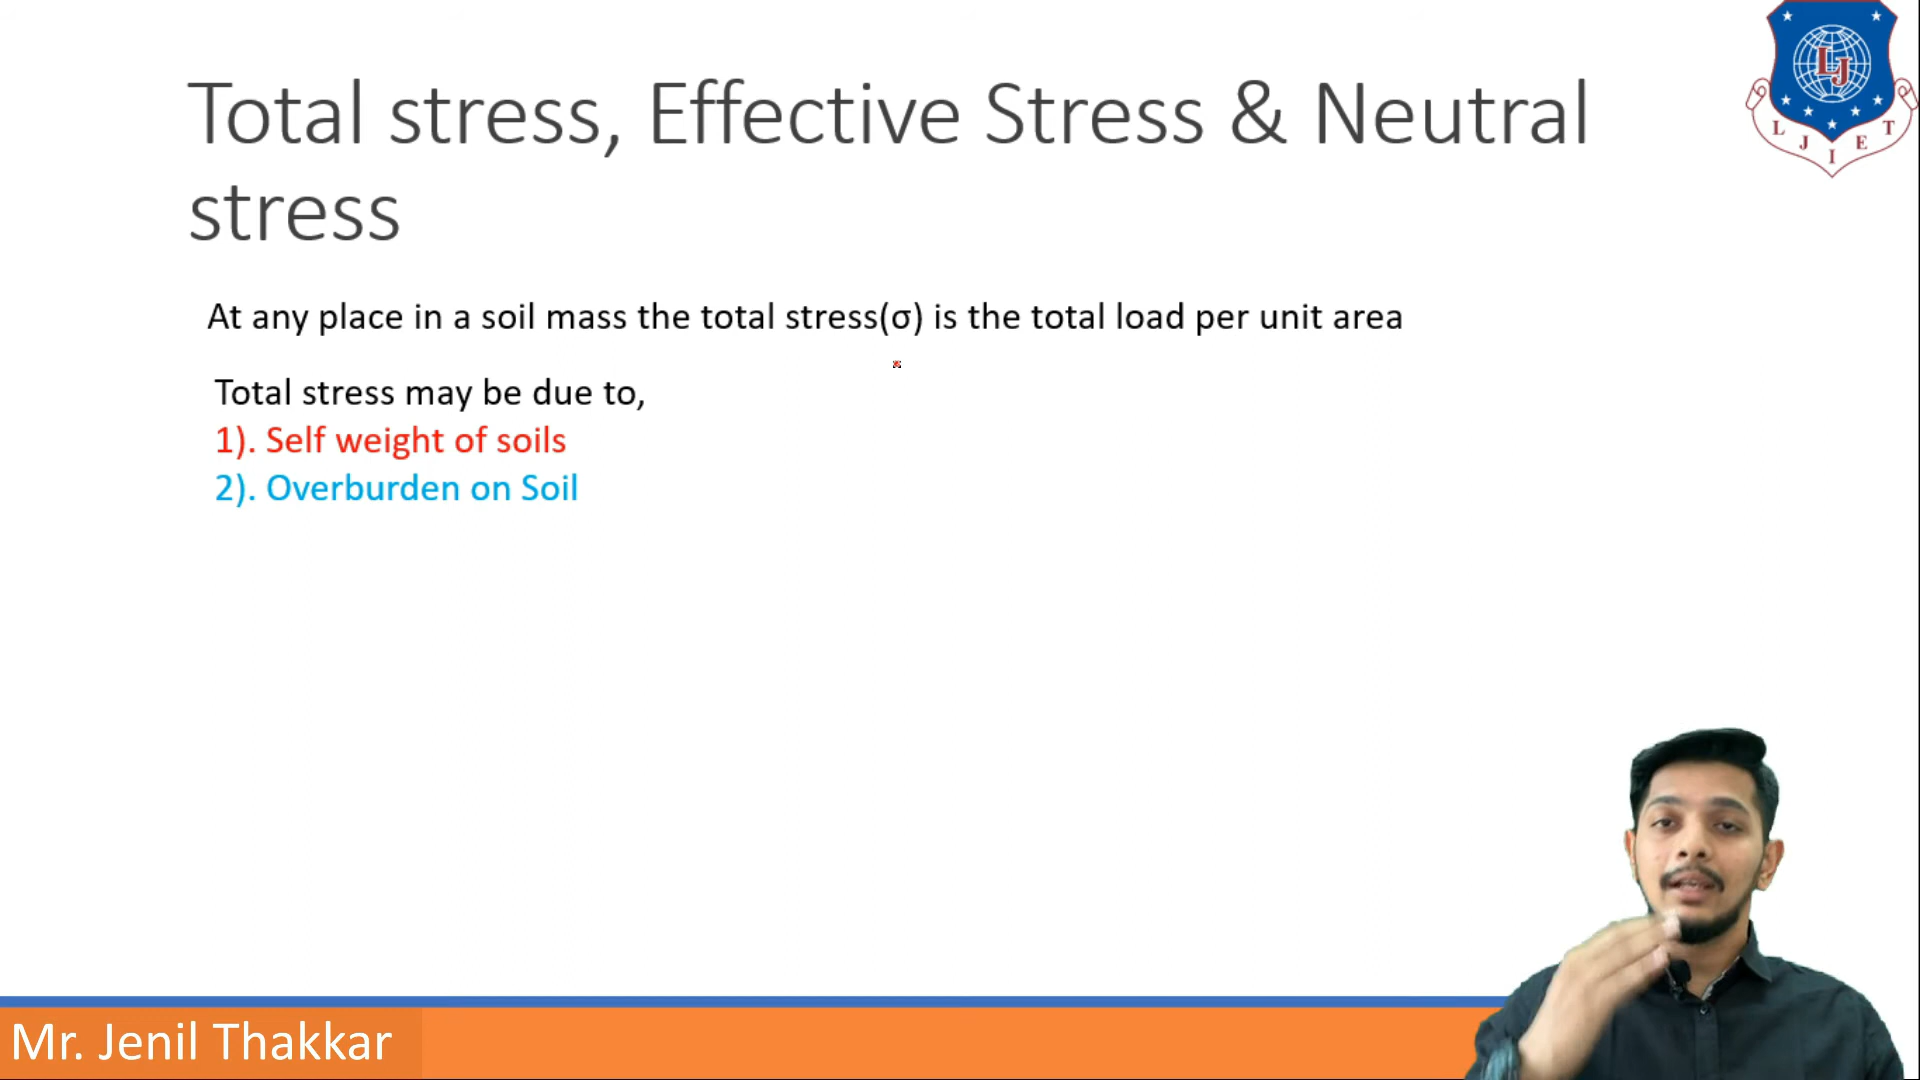 Total stress, Effective Stress & Neutral
stress
LJ
L J I E T
At any place in a soil mass the total stress(σ) is the total load per unit area
Total stress may be due to,
1). Self weight of soils
2). Overburden on Soil
Mr. Jenil Thakkar